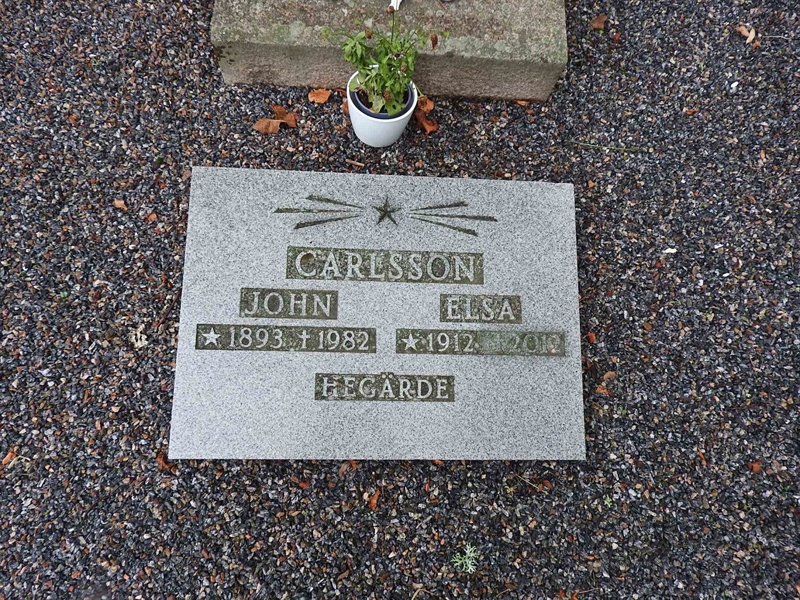 CARLSSON
JOHN ELSA
★1893. †1982 ★1912.
HEGÄRDE